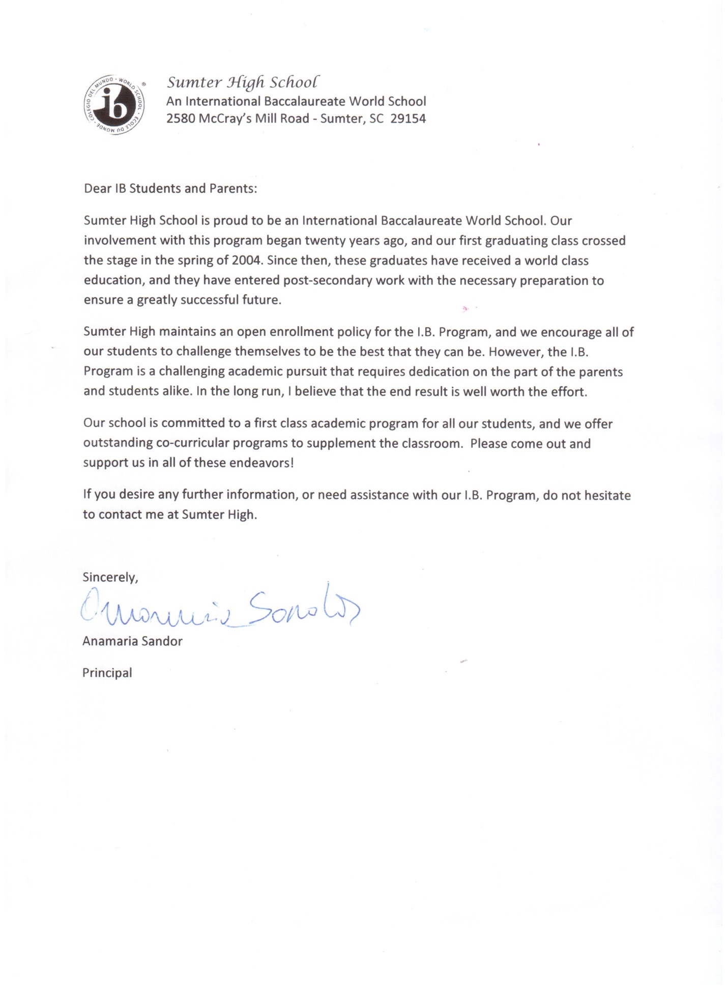 COLEGIO DEL MUNDO · WORLD SCHOOL · ÉCOLE DU MONDE ·
ib
®
Sumter High School
An International Baccalaureate World School
2580 McCray's Mill Road - Sumter, SC  29154
Dear IB Students and Parents:
Sumter High School is proud to be an International Baccalaureate World School. Our
involvement with this program began twenty years ago, and our first graduating class crossed
the stage in the spring of 2004. Since then, these graduates have received a world class
education, and they have entered post-secondary work with the necessary preparation to
ensure a greatly successful future.
Sumter High maintains an open enrollment policy for the I.B. Program, and we encourage all of
our students to challenge themselves to be the best that they can be. However, the I.B.
Program is a challenging academic pursuit that requires dedication on the part of the parents
and students alike. In the long run, I believe that the end result is well worth the effort.
Our school is committed to a first class academic program for all our students, and we offer
outstanding co-curricular programs to supplement the classroom.  Please come out and
support us in all of these endeavors!
If you desire any further information, or need assistance with our I.B. Program, do not hesitate
to contact me at Sumter High.
Sincerely,
Anamaria Sandor
Anamaria Sandor
Principal